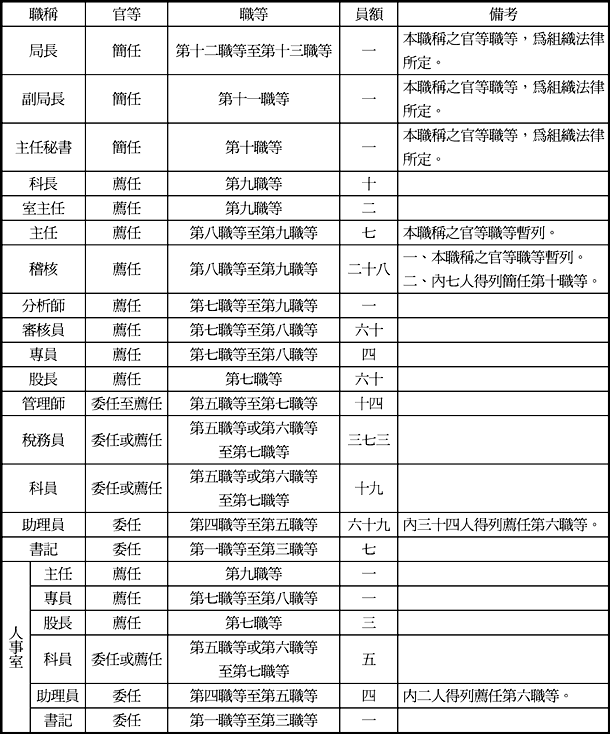 職稱 官等 職等 員額 備考
局長 簡任 第十二職等至第十三職等 一 本職稱之官等職等，爲組織法律
所定。
副局長 簡任 第十一職等 一 本職稱之官等職等，爲組織法律
所定。
主任秘書 簡任 第十職等 一 本職稱之官等職等，爲組織法律
所定。
科長 薦任 第九職等 十
室主任 薦任 第九職等 二
主任 薦任 第八職等至第九職等 七 本職稱之官等職等暫列。
稽核 薦任 第八職等至第九職等 二十八 一、本職稱之官等職等暫列。
二、內七人得列簡任第十職等。
分析師 薦任 第七職等至第九職等 一
審核員 薦任 第七職等至第八職等 六十
專員 薦任 第七職等至第八職等 四
股長 薦任 第七職等 六十
管理師 委任至薦任 第五職等至第七職等 十四
稅務員 委任或薦任 第五職等或第六職等
至第七職等 三七三
科員 委任或薦任 第五職等或第六職等
至第七職等 十九
助理員 委任 第四職等至第五職等 六十九 內三十四人得列薦任第六職等。
書記 委任 第一職等至第三職等 七
人事室
主任 薦任 第九職等 一
專員 薦任 第七職等至第八職等 一
股長 薦任 第七職等 三
科員 委任或薦任 第五職等或第六職等
至第七職等 五
助理員 委任 第四職等至第五職等 四 內二人得列薦任第六職等。
書記 委任 第一職等至第三職等 一